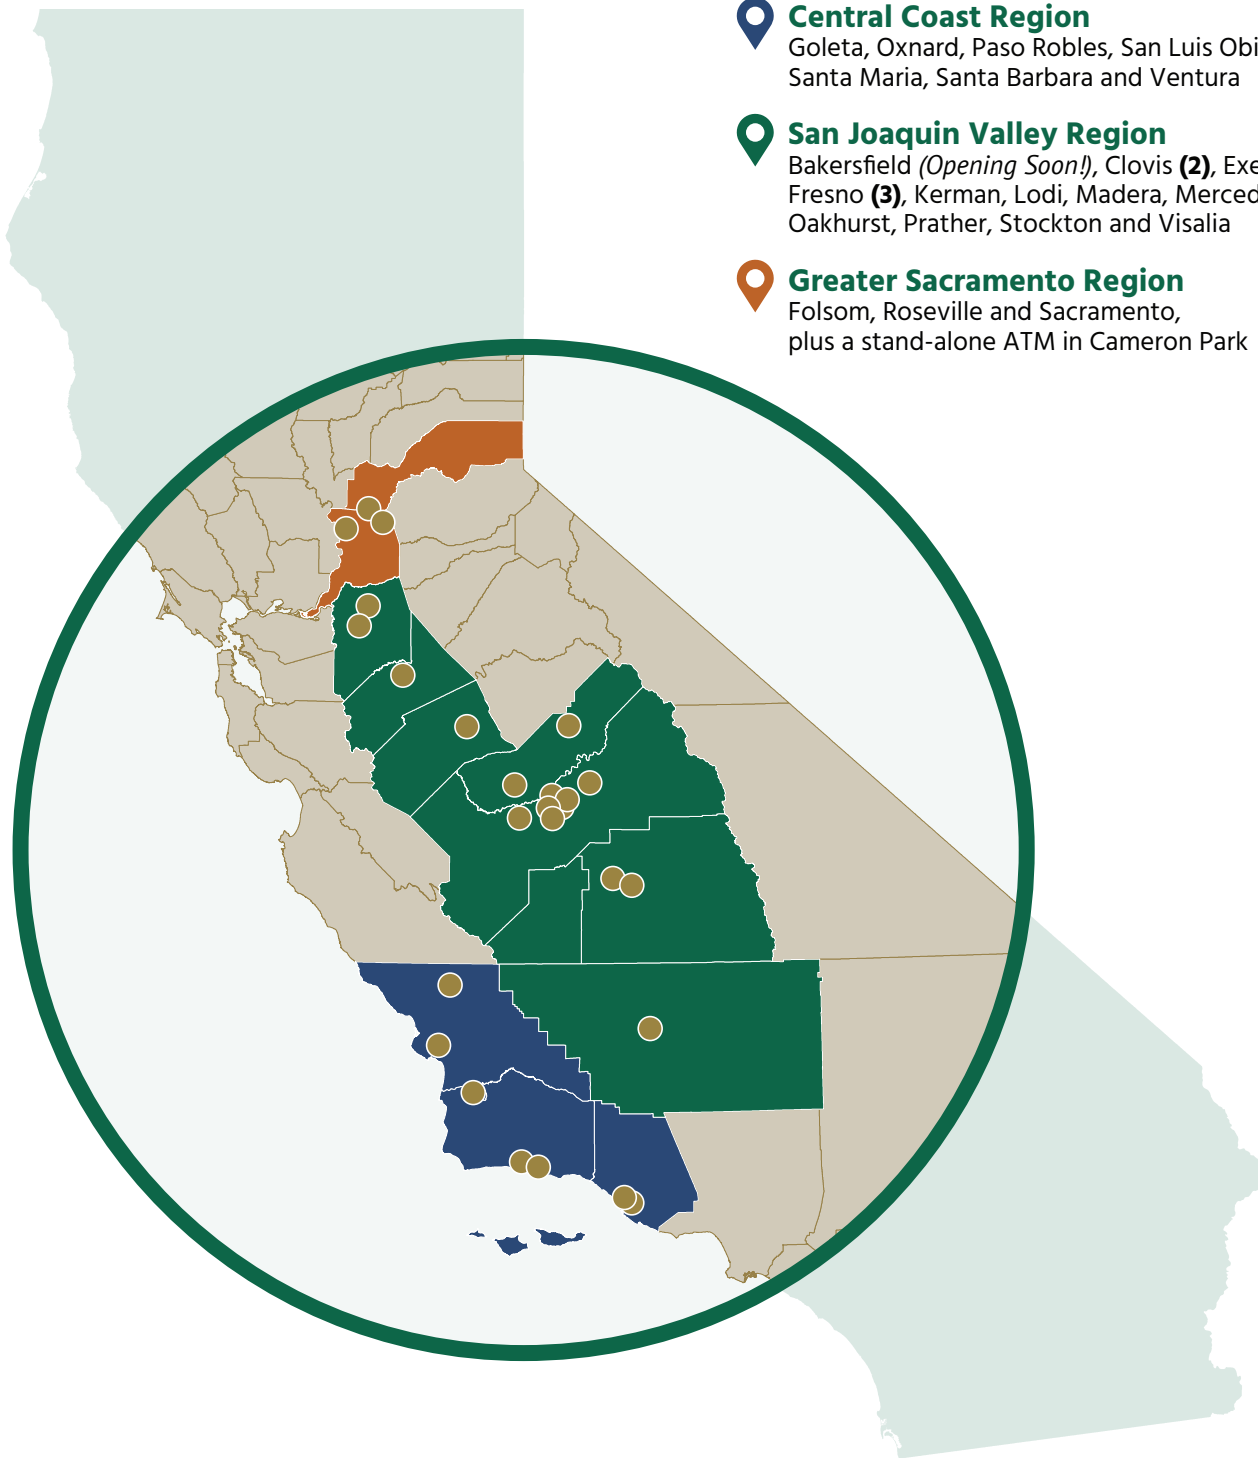 Central Coast Region
Goleta, Oxnard, Paso Robles, San Luis Obi
Santa Maria, Santa Barbara and Ventura
San Joaquin Valley Region
Bakersfield (Opening Soon!), Clovis (2), Exe
Fresno (3), Kerman, Lodi, Madera, Merced
Oakhurst, Prather, Stockton and Visalia
Greater Sacramento Region
Folsom, Roseville and Sacramento,
plus a stand-alone ATM in Cameron Park